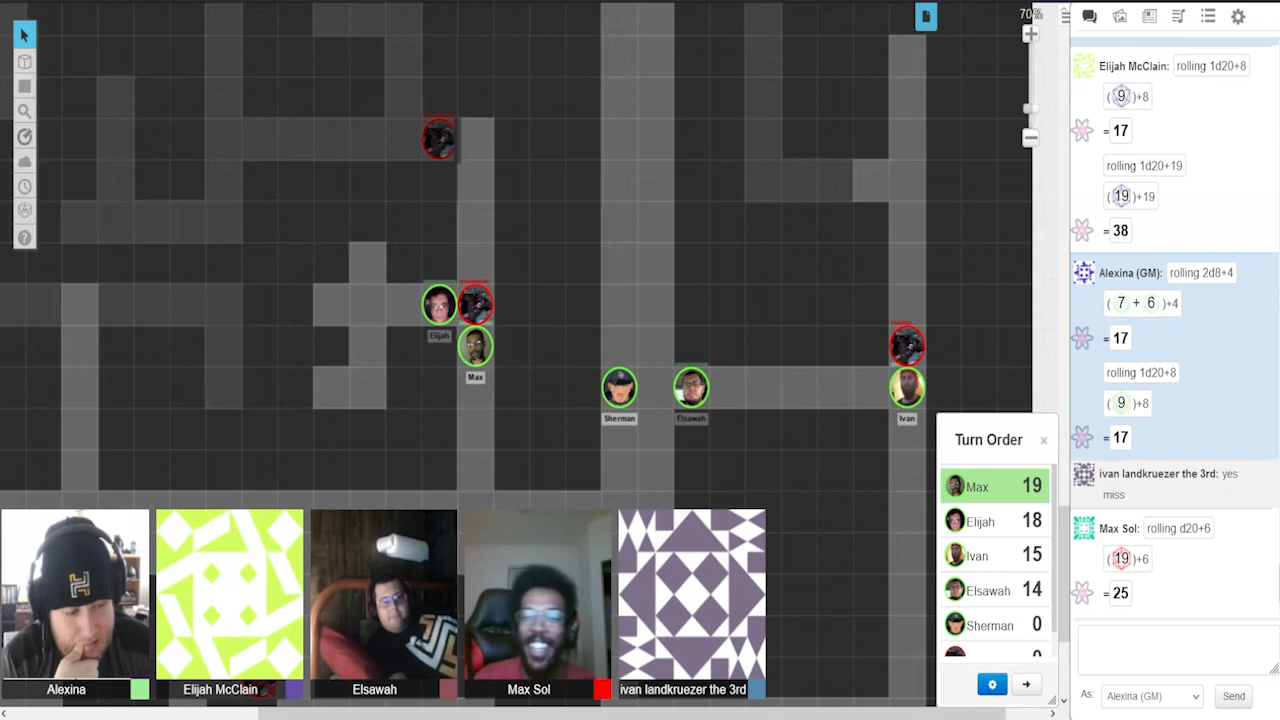 70%
Elijah McClain: rolling 1d20+8
(9)+8
= 17
rolling 1d20+19
(19)+19
= 38
Alexina (GM): rolling 2d8+4
(7 + 6)+4
= 17
rolling 1d20+8
(9)+8
= 17
ivan landkruezer the 3rd: yes
miss
Max Sol: rolling d20+6
(19)+6
= 25
As: Alexina (GM) Send
Elijah
Max
Sherman
Elsawah
Ivan
Turn Order ×
Max 19
Elijah 18
Ivan 15
Elsawah 14
Sherman 0
Alexina
Elijah McClain
Elsawah
Max Sol
ivan landkruezer the 3rd